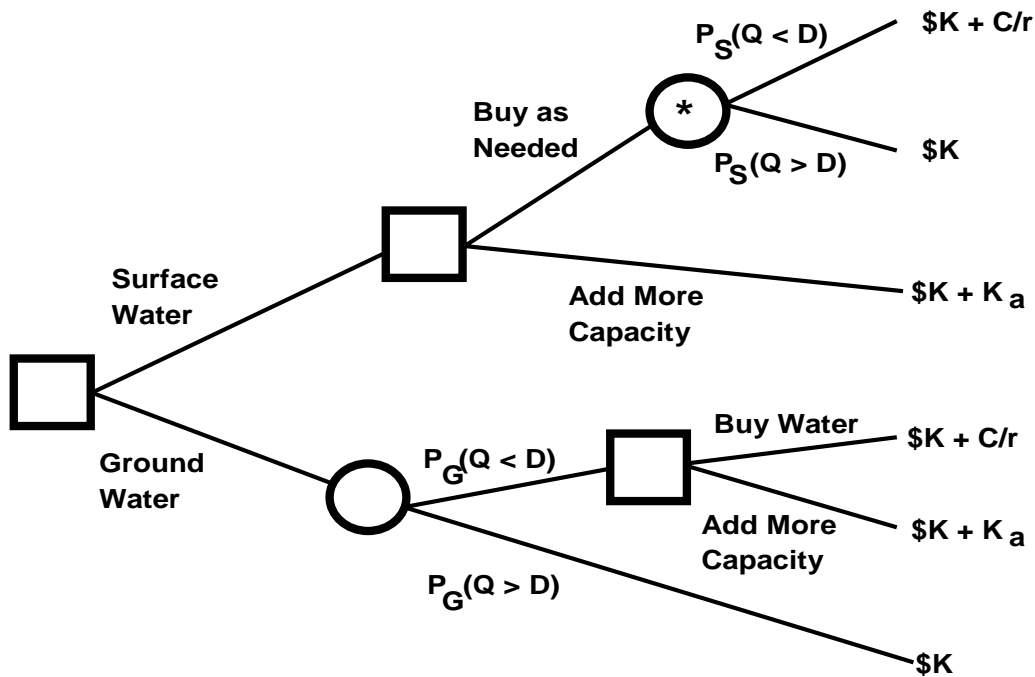 P_S(Q < D)
$K + C/r
Buy as
Needed
*
P_S(Q > D)
$K
Surface
Water
Add More
Capacity
$K + K_a
Ground
Water
P_G(Q < D)
Buy Water
$K + C/r
Add More
Capacity
$K + K_a
P_G(Q > D)
$K